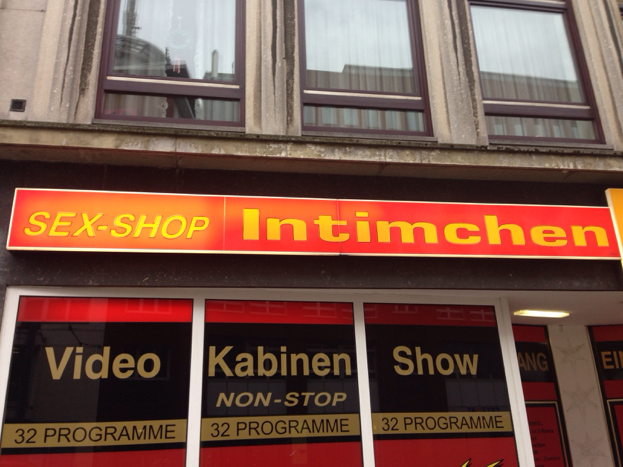 SEX-SHOP Intimchen
Video Kabinen Show
NON-STOP
32 PROGRAMME 32 PROGRAMME 32 PROGRAMME